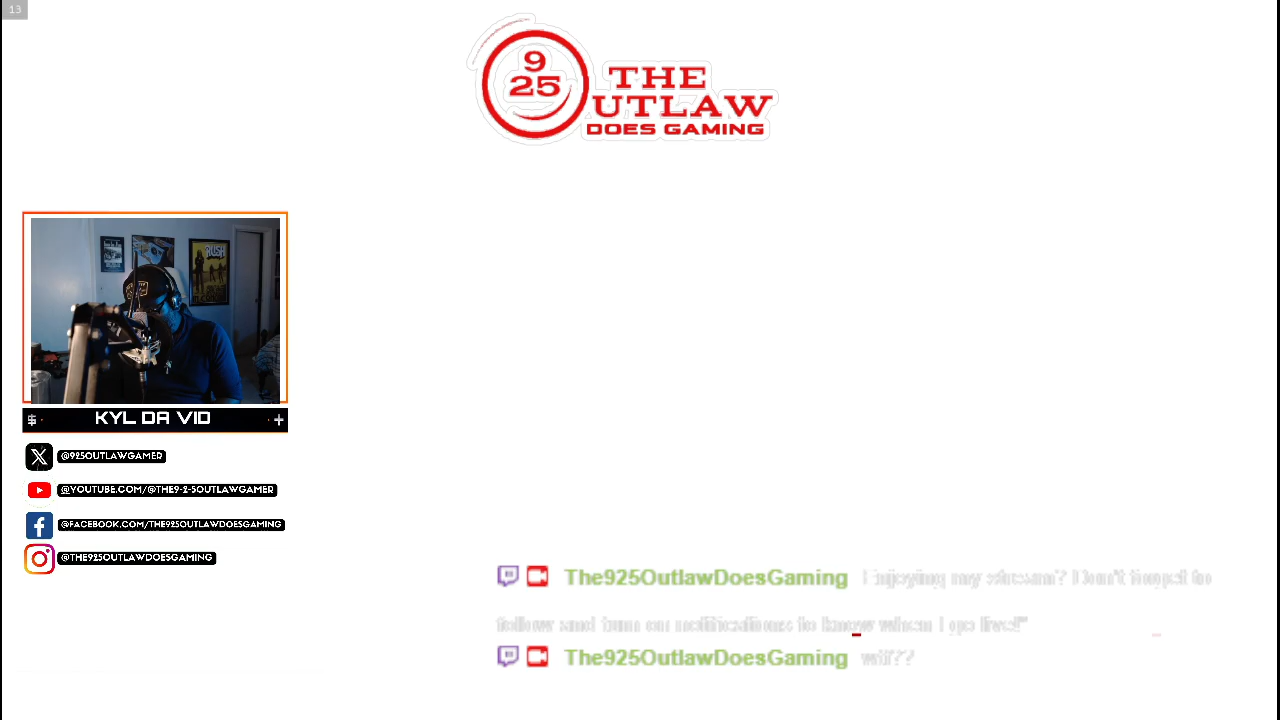 13
9
25
THE
OUTLAW
DOES GAMING
RUSH
KYL DA VID
@925OUTLAWGAMER
@YOUTUBE.COM/@THE9-2-5OUTLAWGAMER
@FACEBOOK.COM/THE925OUTLAWDOESGAMING
@THE925OUTLAWDOESGAMING
The925OutlawDoesGaming Enjoying my stream? Don't forget to
follow and turn on notifications to know when I go live!"
The925OutlawDoesGaming wtf??